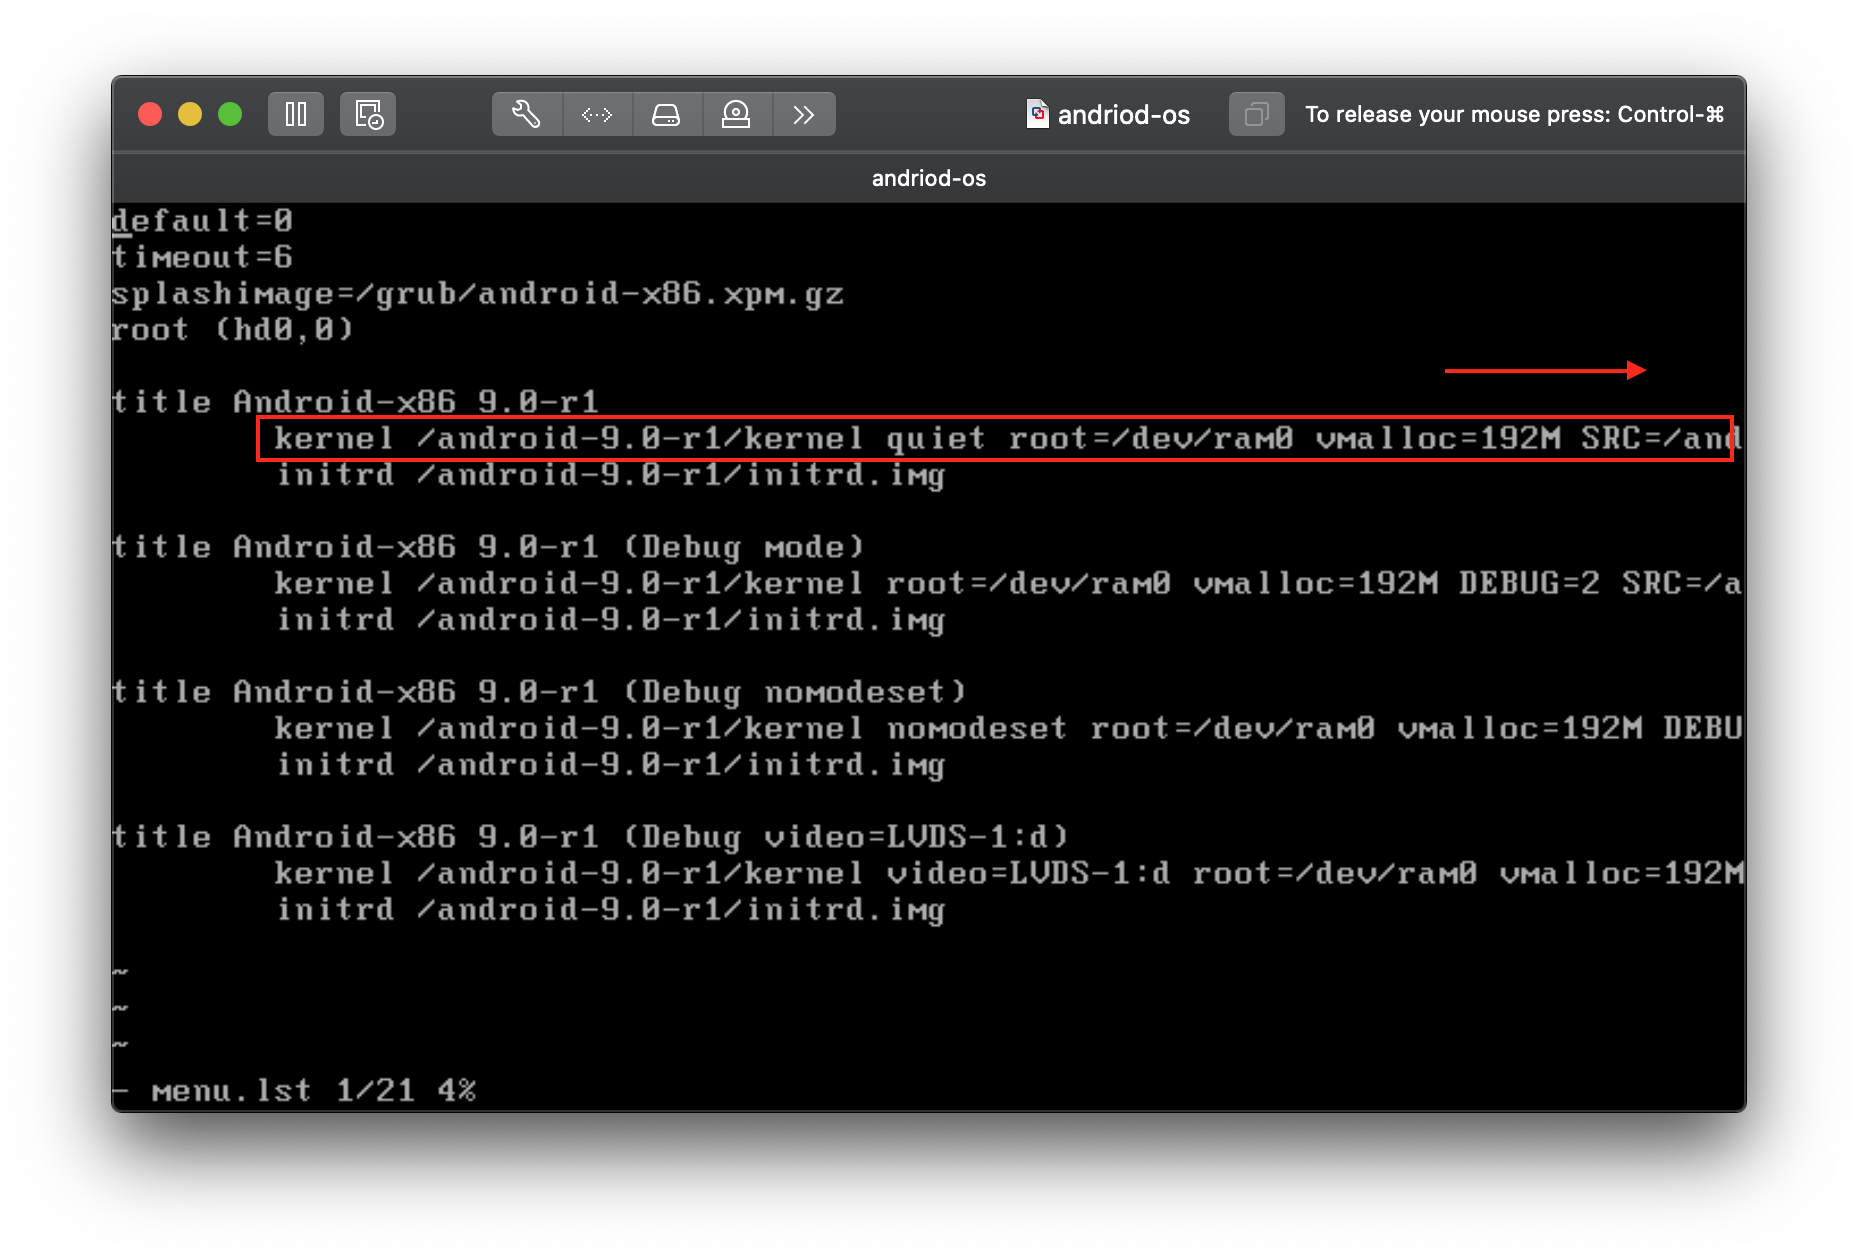 andriod-os
To release your mouse press: Control-⌘
andriod-os
default=0
timeout=6
splashimage=/grub/android-x86.xpm.gz
root (hd0,0)
title Android-x86 9.0-r1
kernel /android-9.0-r1/kernel quiet root=/dev/ram0 vmalloc=192M SRC=/and
initrd /android-9.0-r1/initrd.img
title Android-x86 9.0-r1 (Debug mode)
kernel /android-9.0-r1/kernel root=/dev/ram0 vmalloc=192M DEBUG=2 SRC=/a
initrd /android-9.0-r1/initrd.img
title Android-x86 9.0-r1 (Debug nomodeset)
kernel /android-9.0-r1/kernel nomodeset root=/dev/ram0 vmalloc=192M DEBU
initrd /android-9.0-r1/initrd.img
title Android-x86 9.0-r1 (Debug video=LVDS-1:d)
kernel /android-9.0-r1/kernel video=LVDS-1:d root=/dev/ram0 vmalloc=192M
initrd /android-9.0-r1/initrd.img
~
~
~
- menu.lst 1/21 4%